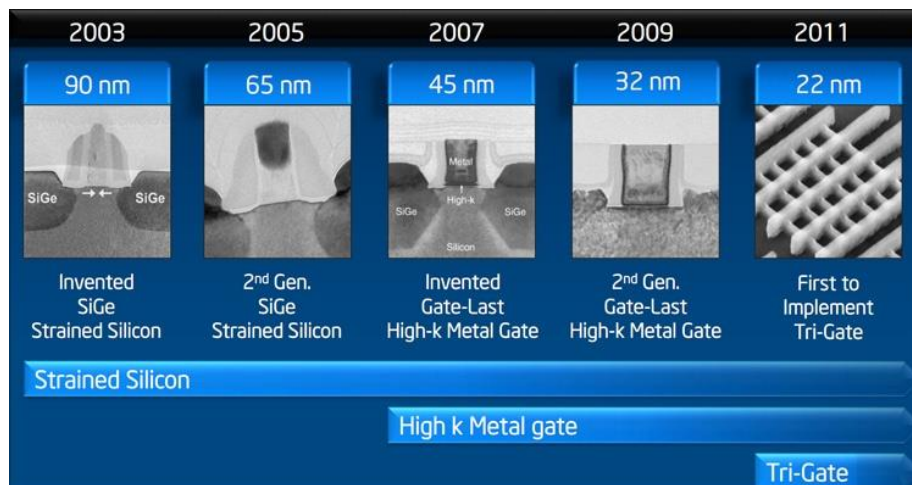 2003
2005
2007
2009
2011
90 nm
65 nm
45 nm
32 nm
22 nm
SiGe
SiGe
Metal
High-k
SiGe
SiGe
Silicon
Invented
SiGe
Strained Silicon
2nd Gen.
SiGe
Strained Silicon
Invented
Gate-Last
High-k Metal Gate
2nd Gen.
Gate-Last
High-k Metal Gate
First to
Implement
Tri-Gate
Strained Silicon
High k Metal gate
Tri-Gate